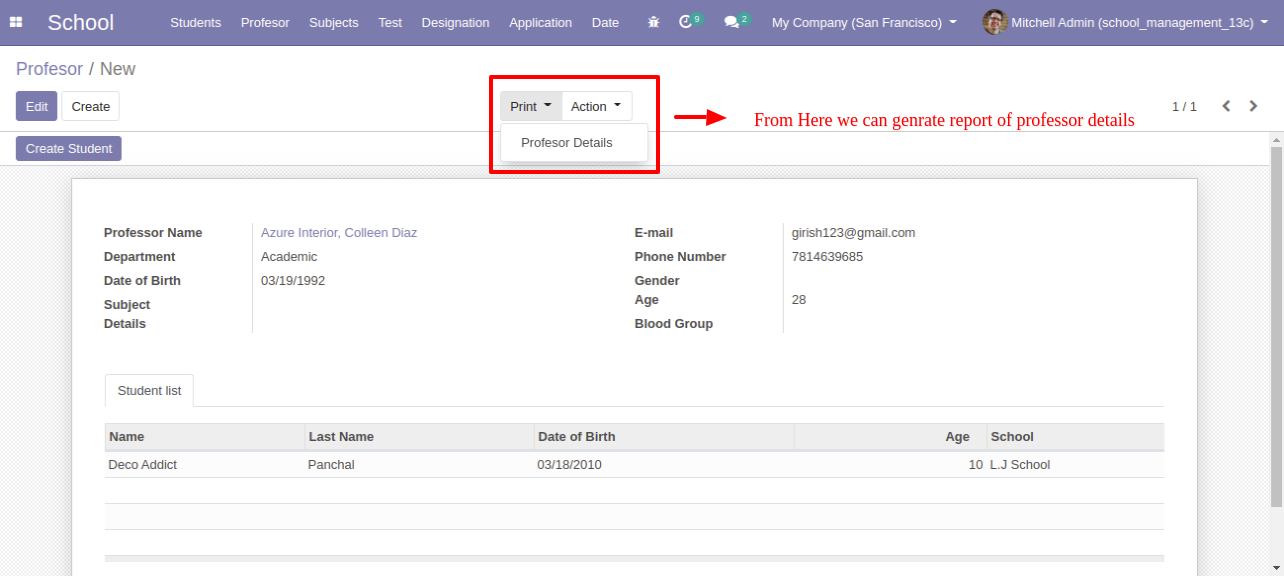 School Students Profesor Subjects Test Designation Application Date 9 2 My Company (San Francisco) Mitchell Admin (school_management_13c)
Profesor / New
Edit Create Print Action 1 / 1
From Here we can genrate report of professor details
Profesor Details
Create Student
Professor Name Azure Interior, Colleen Diaz E-mail girish123@gmail.com
Department Academic Phone Number 7814639685
Date of Birth 03/19/1992 Gender
Subject Age 28
Details Blood Group
Student list
Name Last Name Date of Birth Age School
Deco Addict Panchal 03/18/2010 10 L.J School